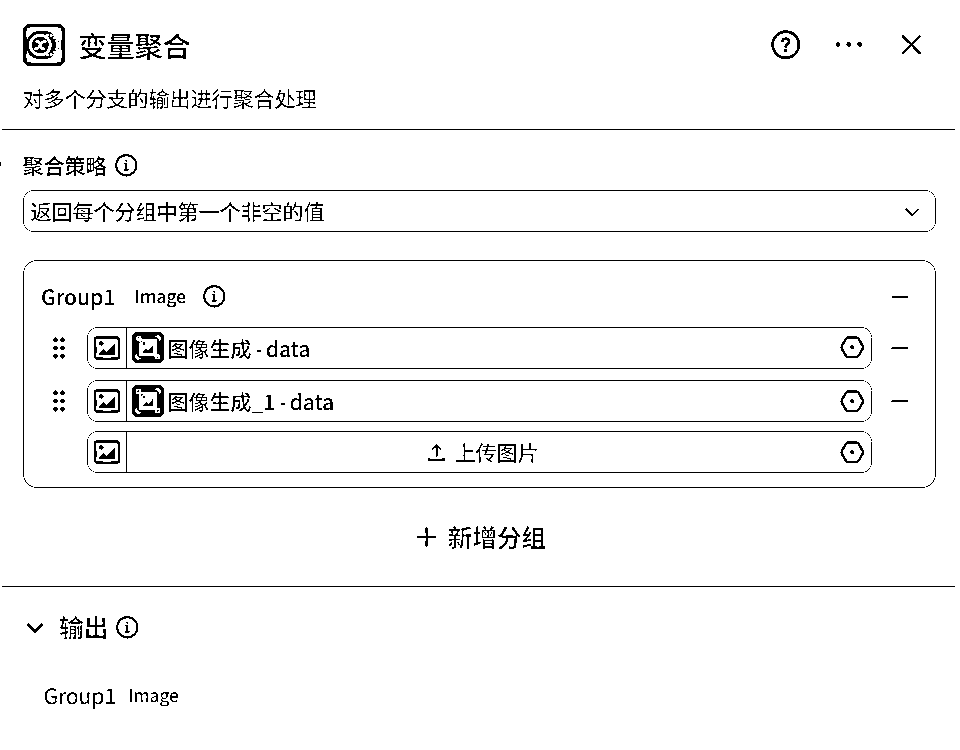 变量聚合
对多个分支的输出进行聚合处理
聚合策略
返回每个分组中第一个非空的值
Group1 Image
图像生成 - data
图像生成_1 - data
上传图片
+ 新增分组
输出
Group1 Image